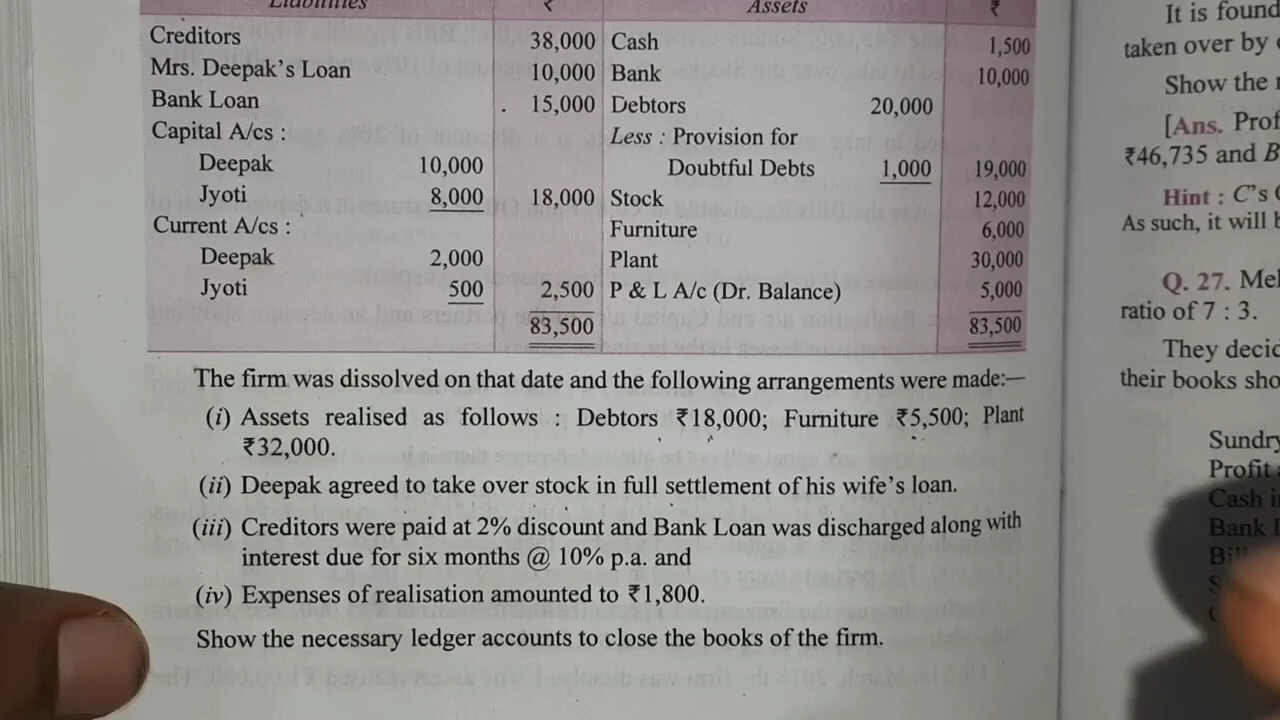 Liabilities ₹ Assets ₹
Creditors 38,000 Cash 1,500
Mrs. Deepak's Loan 10,000 Bank 10,000
Bank Loan . 15,000 Debtors 20,000
Capital A/cs : Less : Provision for
Deepak 10,000 Doubtful Debts 1,000 19,000
Jyoti 8,000 18,000 Stock 12,000
Current A/cs : Furniture 6,000
Deepak 2,000 Plant 30,000
Jyoti 500 2,500 P & L A/c (Dr. Balance) 5,000
83,500 83,500
The firm was dissolved on that date and the following arrangements were made:—
(i) Assets realised as follows : Debtors ₹18,000; Furniture ₹5,500; Plant
₹32,000.
(ii) Deepak agreed to take over stock in full settlement of his wife's loan.
(iii) Creditors were paid at 2% discount and Bank Loan was discharged along with
interest due for six months @ 10% p.a. and
(iv) Expenses of realisation amounted to ₹1,800.
Show the necessary ledger accounts to close the books of the firm.
It is found
taken over by
Show the
[Ans. Prof
₹46,735 and B
Hint : C's
As such, it will b
Q. 27. Mel
ratio of 7 : 3.
They decid
their books sho
Sundry
Profit
Cash i
Bank